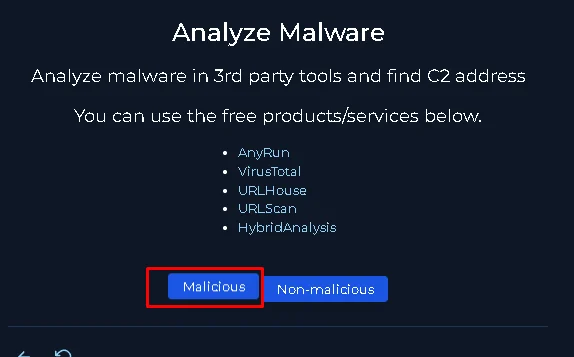 Analyze Malware
Analyze malware in 3rd party tools and find C2 address
You can use the free products/services below.
AnyRun
VirusTotal
URLHouse
URLScan
HybridAnalysis
Malicious Non-malicious